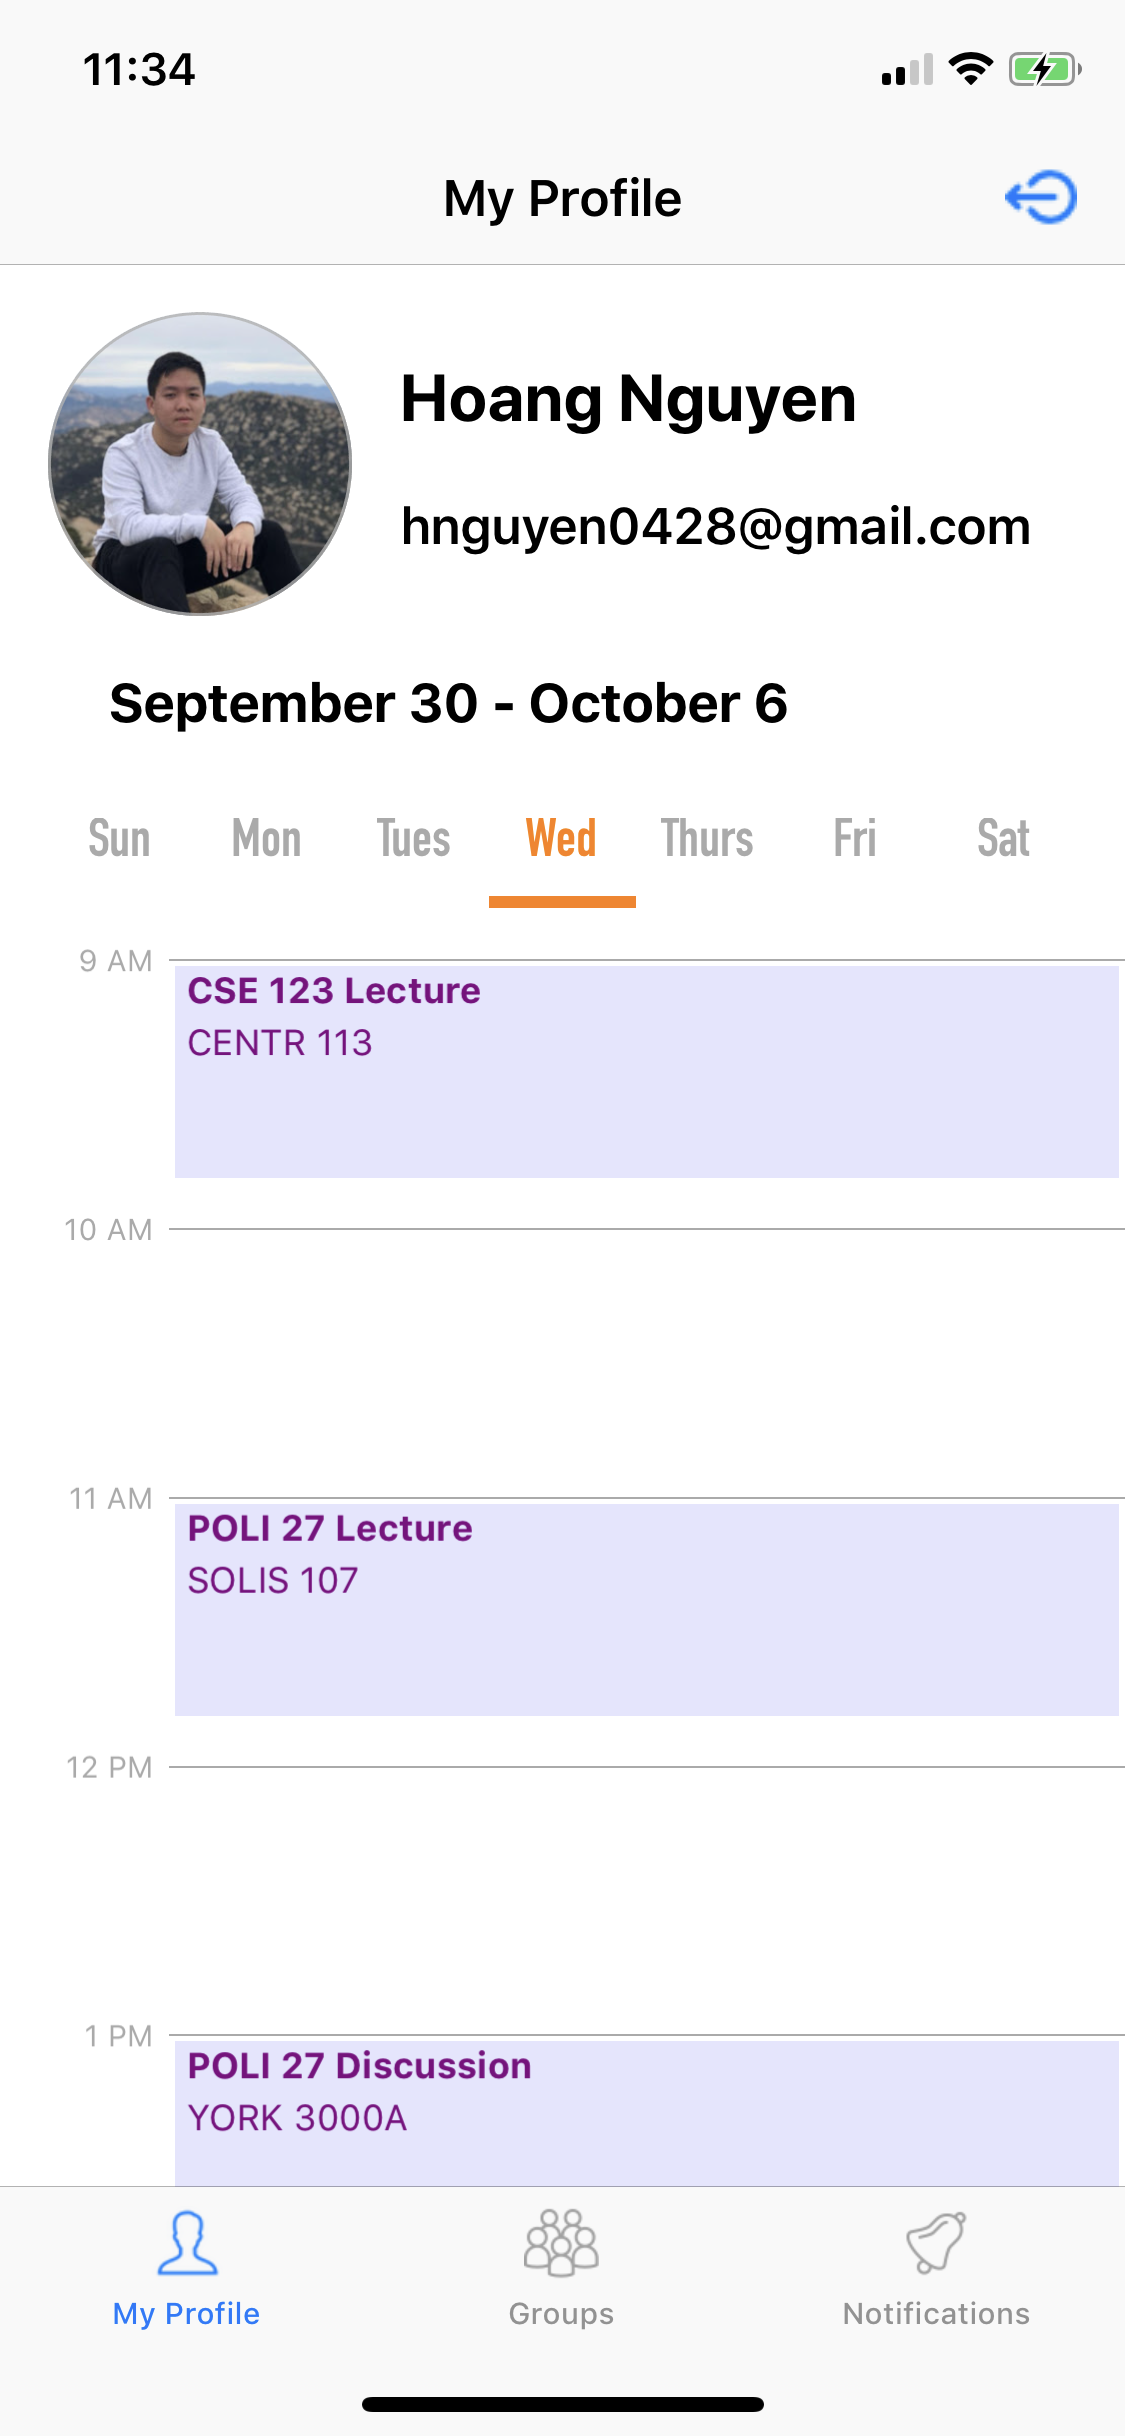 11:34
My Profile
Hoang Nguyen
hnguyen0428@gmail.com
September 30 - October 6
Sun Mon Tues Wed Thurs Fri Sat
9 AM
CSE 123 Lecture
CENTR 113
10 AM
11 AM
POLI 27 Lecture
SOLIS 107
12 PM
1 PM
POLI 27 Discussion
YORK 3000A
My Profile Groups Notifications